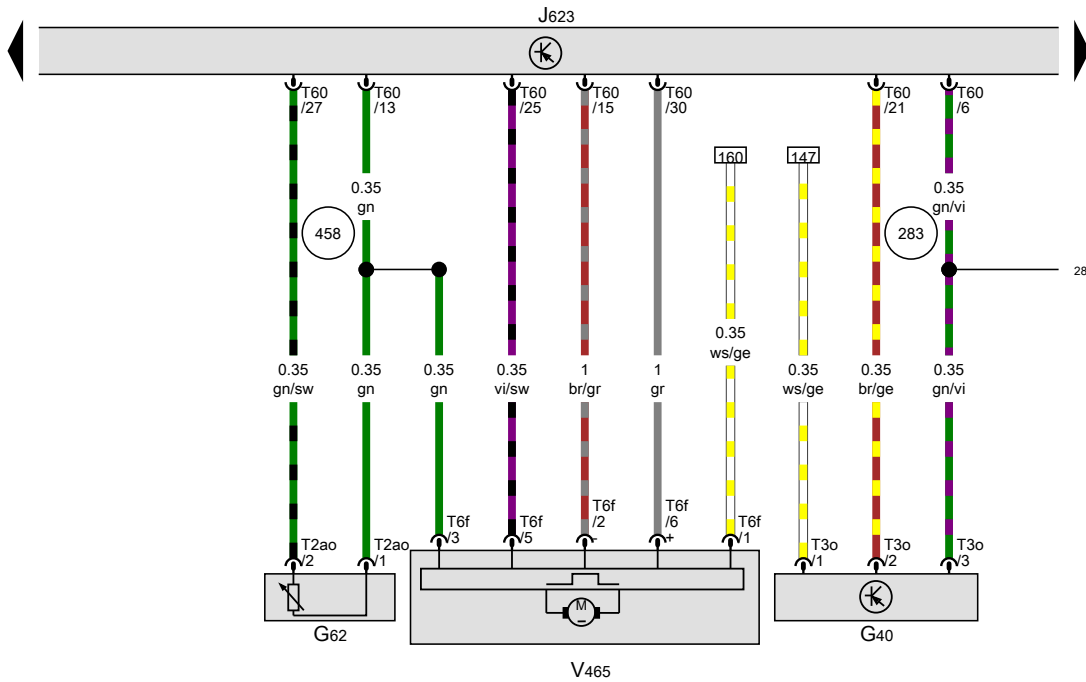 J623
T60 T60 T60 T60 T60 T60 T60
/27 /13 /25 /15 /30 /21 /6
160 147
0.35 0.35
gn gn/vi
458 283
28
0.35
ws/ge
0.35 0.35 0.35 0.35 1 1 0.35 0.35 0.35
gn/sw gn gn vi/sw br/gr gr ws/ge br/ge gn/vi
T6f T6f T6f T6f T6f
/3 /5 /2 /6 /1
- +
T2ao T2ao T3o T3o T3o
/2 /1 /1 /2 /3
M
G62 G40
V465